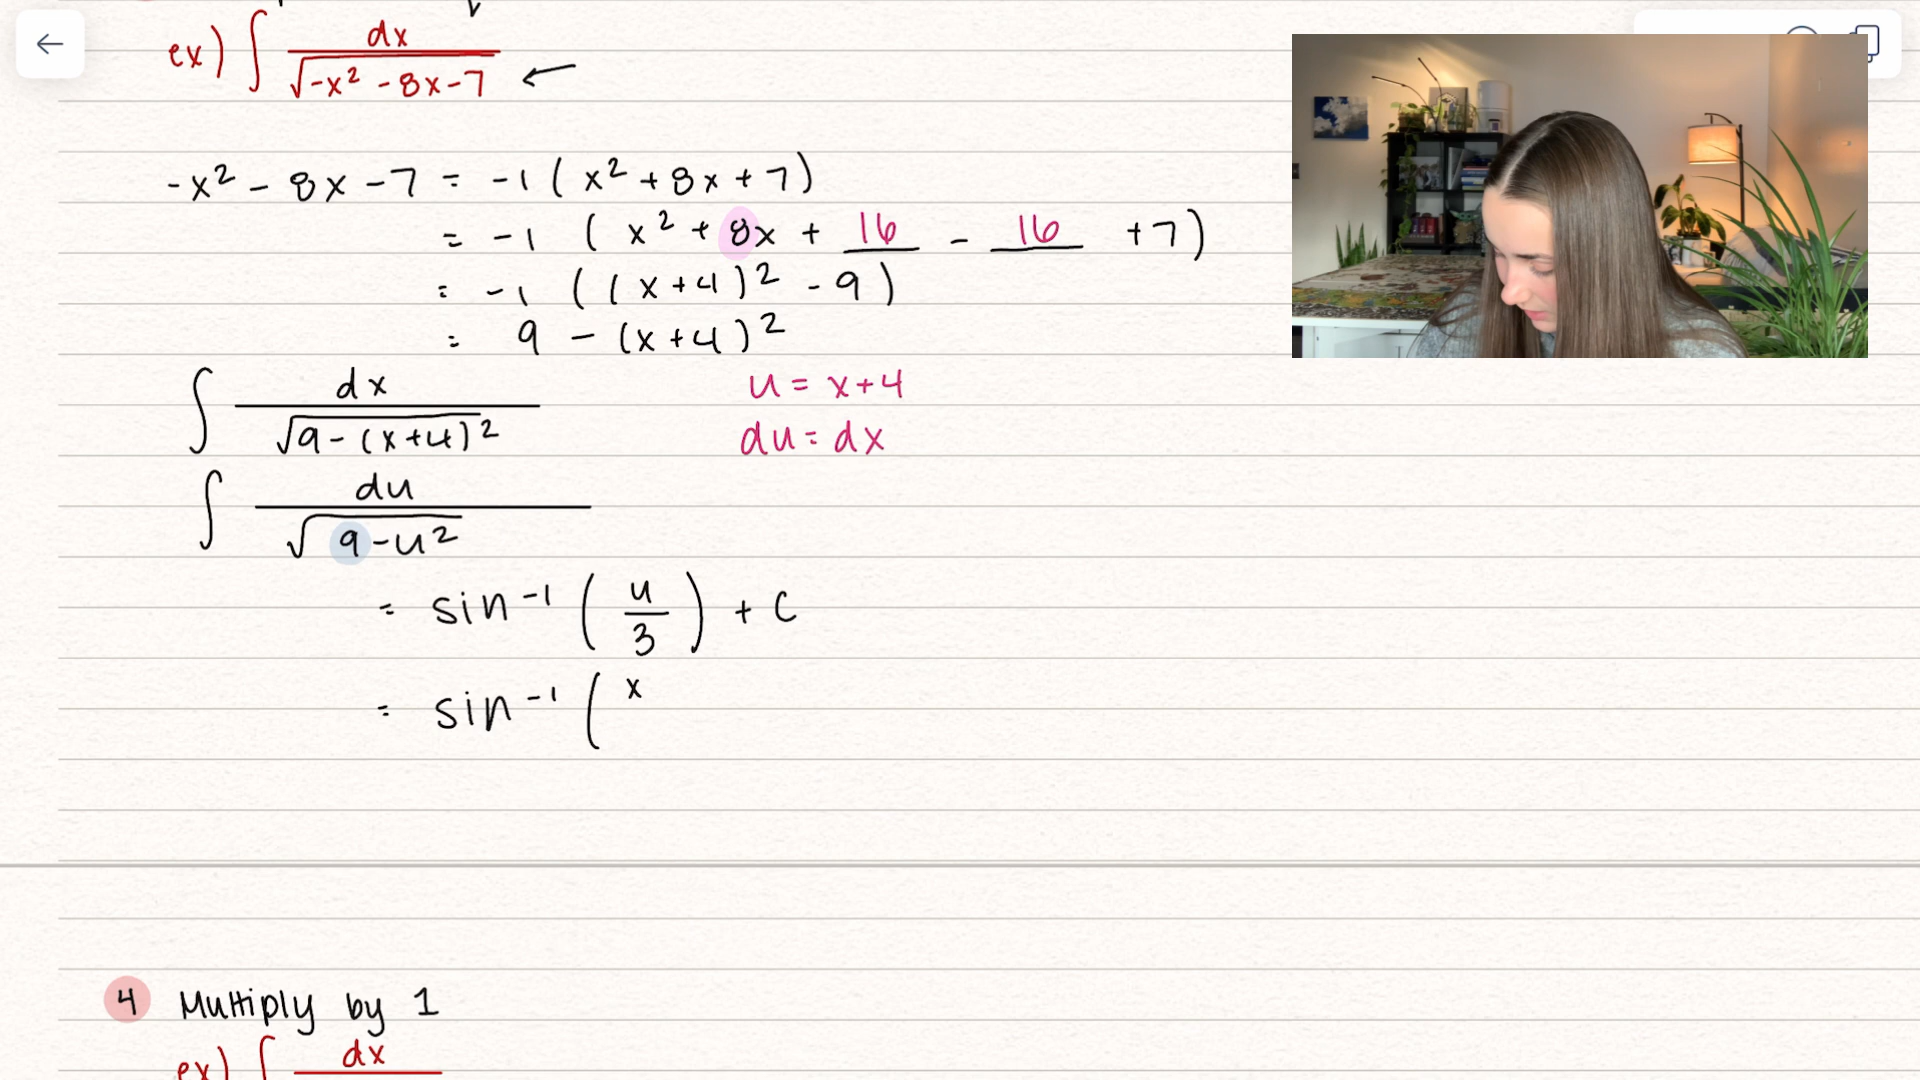 ex) ∫ dx / √(-x² - 8x - 7) ←
-x² - 8x - 7 = -1 ( x² + 8x + 7 )
= -1 ( x² + 8x + 16 - 16 + 7 )
= -1 ( ( x + 4 )² - 9 )
= 9 - ( x + 4 )²
∫ dx / √(9 - (x + 4)²)
u = x + 4
du = dx
∫ du / √(9 - u²)
= sin⁻¹ ( u / 3 ) + C
= sin⁻¹ ( x
4 Multiply by 1
ex) ∫ dx